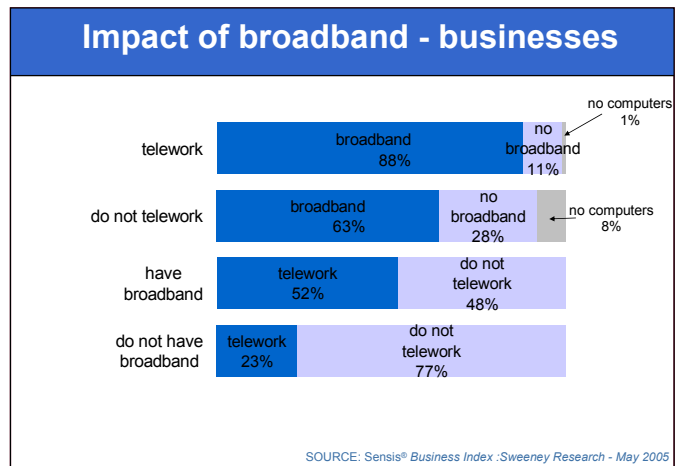 Impact of broadband - businesses
no computers
1%
telework
broadband
88%
no
broadband
11%
do not telework
broadband
63%
no
broadband
28%
no computers
8%
have
broadband
telework
52%
do not
telework
48%
do not have
broadband
telework
23%
do not
telework
77%
SOURCE: Sensis® Business Index :Sweeney Research - May 2005